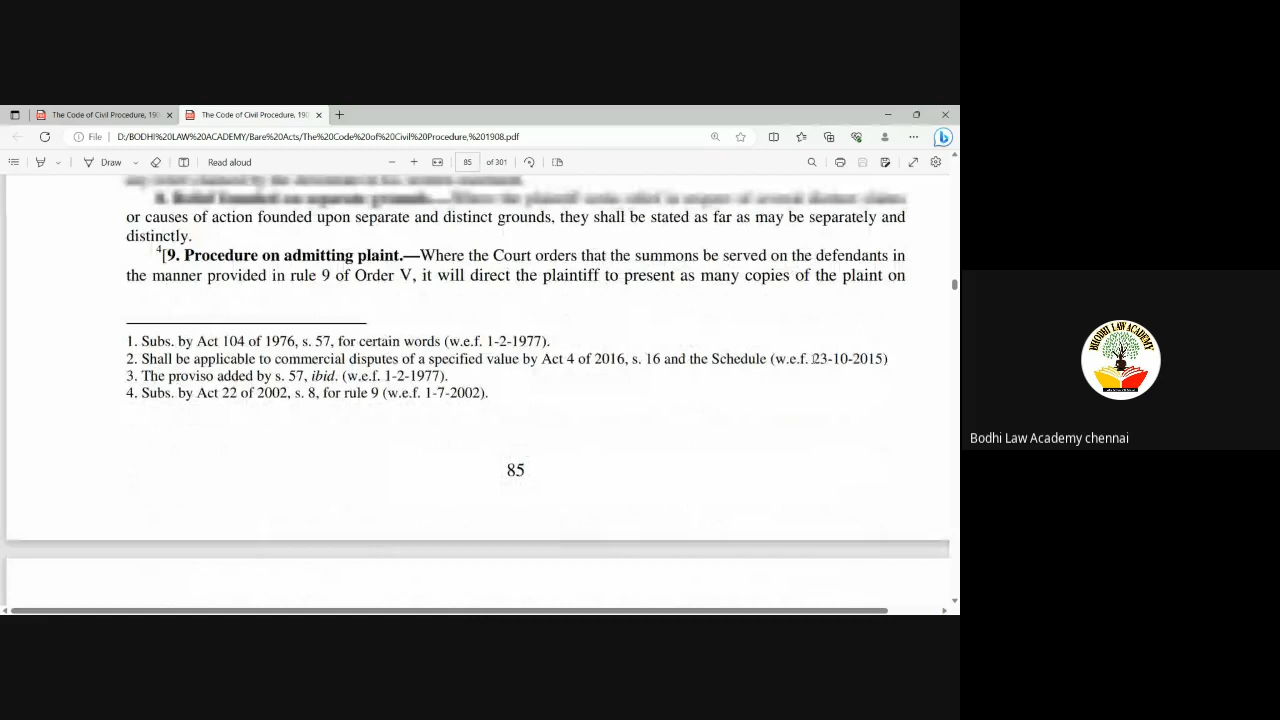 The Code of Civil Procedure, 190
The Code of Civil Procedure, 190
File
D:/BODHI%20LAW%20ACADEMY/Bare%20Acts/The%20Code%20of%20Civil%20Procedure,%201908.pdf
Draw
Read aloud
85
of 301
or causes of action founded upon separate and distinct grounds, they shall be stated as far as may be separately and
distinctly.
4[9. Procedure on admitting plaint.—Where the Court orders that the summons be served on the defendants in
the manner provided in rule 9 of Order V, it will direct the plaintiff to present as many copies of the plaint on
1. Subs. by Act 104 of 1976, s. 57, for certain words (w.e.f. 1-2-1977).
2. Shall be applicable to commercial disputes of a specified value by Act 4 of 2016, s. 16 and the Schedule (w.e.f. 23-10-2015)
3. The proviso added by s. 57, ibid. (w.e.f. 1-2-1977).
4. Subs. by Act 22 of 2002, s. 8, for rule 9 (w.e.f. 1-7-2002).
85
BHODHI LAW ACADEMY
Bodhi Law Academy chennai